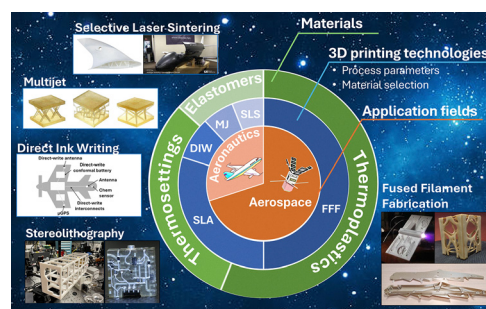 Selective Laser Sintering
Materials
3D printing technologies
• Process parameters
• Material selection
Multijet
Application fields
Elastomers
SLS
MJ
DIW
Aeronautics
Thermosettings
Direct Ink Writing
Direct-write antenna
Direct-write
conformal battery
Antenna
Chem
sensor
Direct-write
interconnects
µGPS
Aerospace
Thermoplastics
SLA
FFF
Fused Filament
Fabrication
Stereolithography